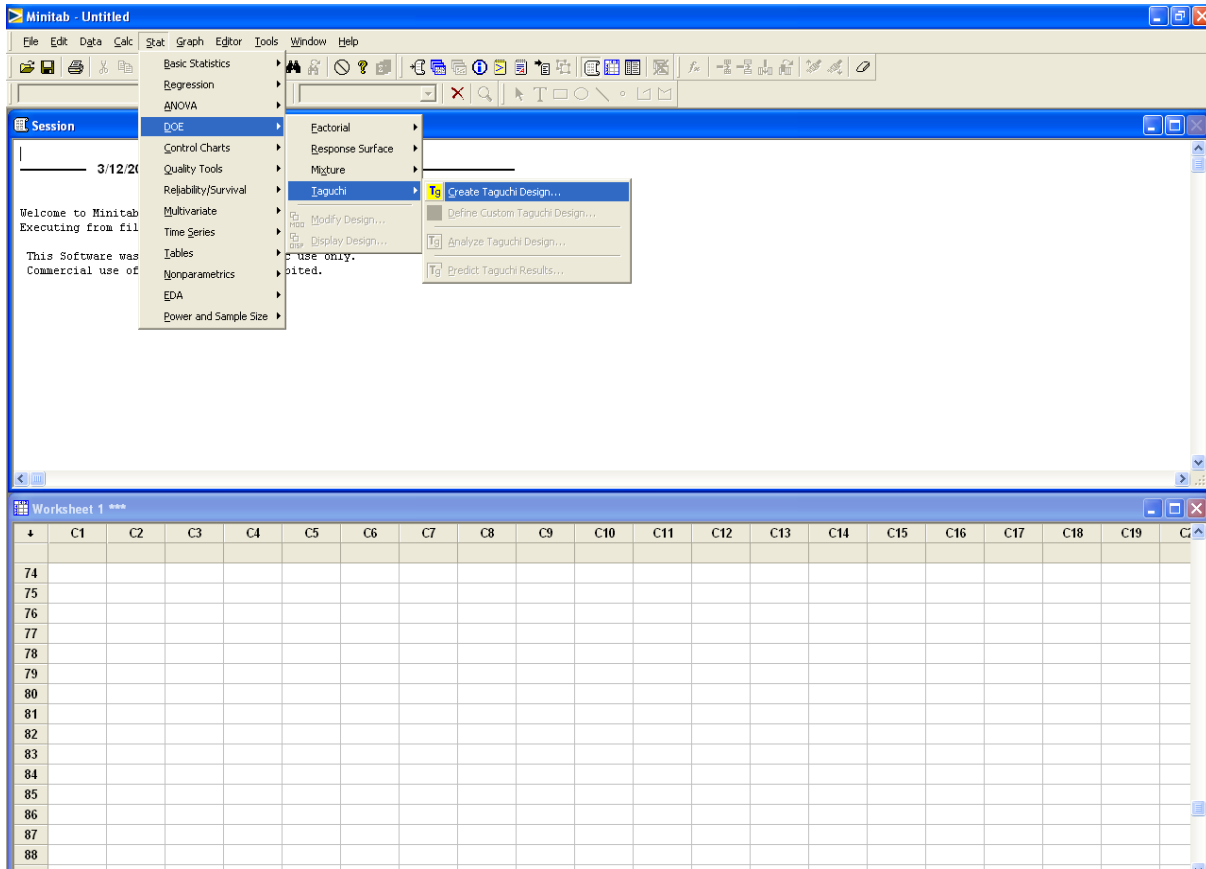 Minitab - Untitled
File Edit Data Calc Stat Graph Editor Tools Window Help
Basic Statistics
Regression
ANOVA
DOE
Control Charts
Quality Tools
Reliability/Survival
Multivariate
Time Series
Tables
Nonparametrics
EDA
Power and Sample Size
Factorial
Response Surface
Mixture
Taguchi
Modify Design...
Display Design...
Tg Create Taguchi Design...
Define Custom Taguchi Design...
Tg Analyze Taguchi Design...
Tg Predict Taguchi Results...
Session
3/12/20
Welcome to Minitab
Executing from fil
This Software was c use only.
Commercial use of bited.
Worksheet 1 ***
C1 C2 C3 C4 C5 C6 C7 C8 C9 C10 C11 C12 C13 C14 C15 C16 C17 C18 C19
74
75
76
77
78
79
80
81
82
83
84
85
86
87
88